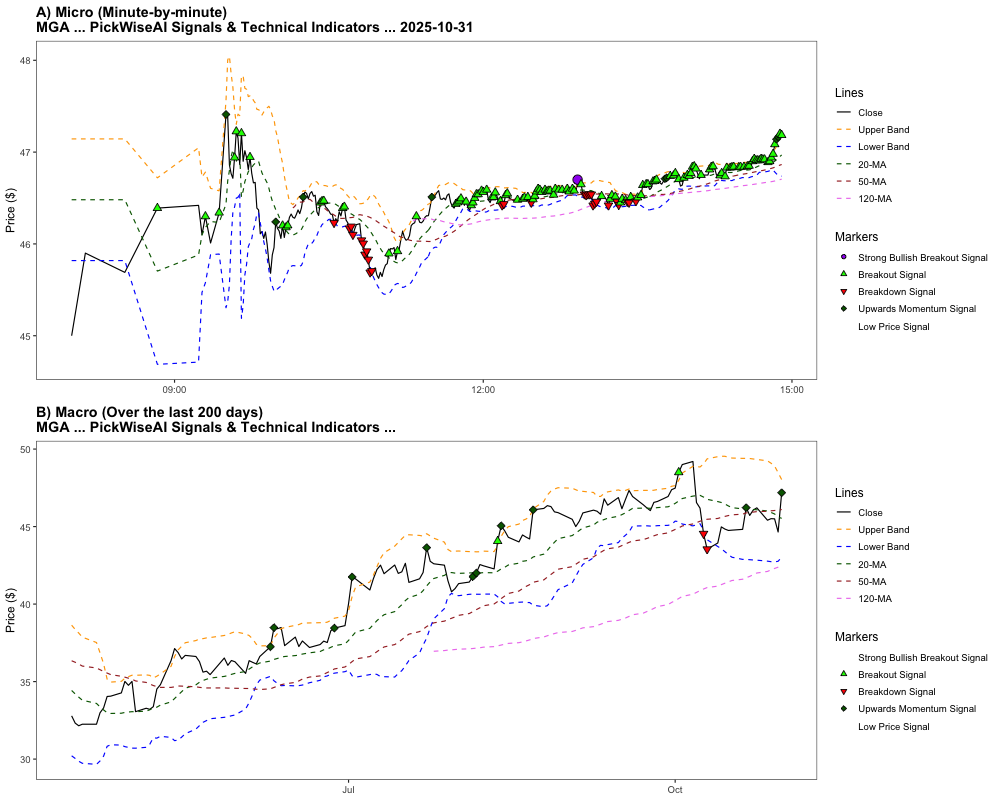 A) Micro (Minute-by-minute)
MGA ... PickWiseAI Signals & Technical Indicators ... 2025-10-31
48
47
46
45
Price ($)
09:00
12:00
15:00
Lines
Close
Upper Band
Lower Band
20-MA
50-MA
120-MA
Markers
Strong Bullish Breakout Signal
Breakout Signal
Breakdown Signal
Upwards Momentum Signal
Low Price Signal
B) Macro (Over the last 200 days)
MGA ... PickWiseAI Signals & Technical Indicators ...
50
45
40
35
30
Price ($)
Jul
Oct
Lines
Close
Upper Band
Lower Band
20-MA
50-MA
120-MA
Markers
Strong Bullish Breakout Signal
Breakout Signal
Breakdown Signal
Upwards Momentum Signal
Low Price Signal